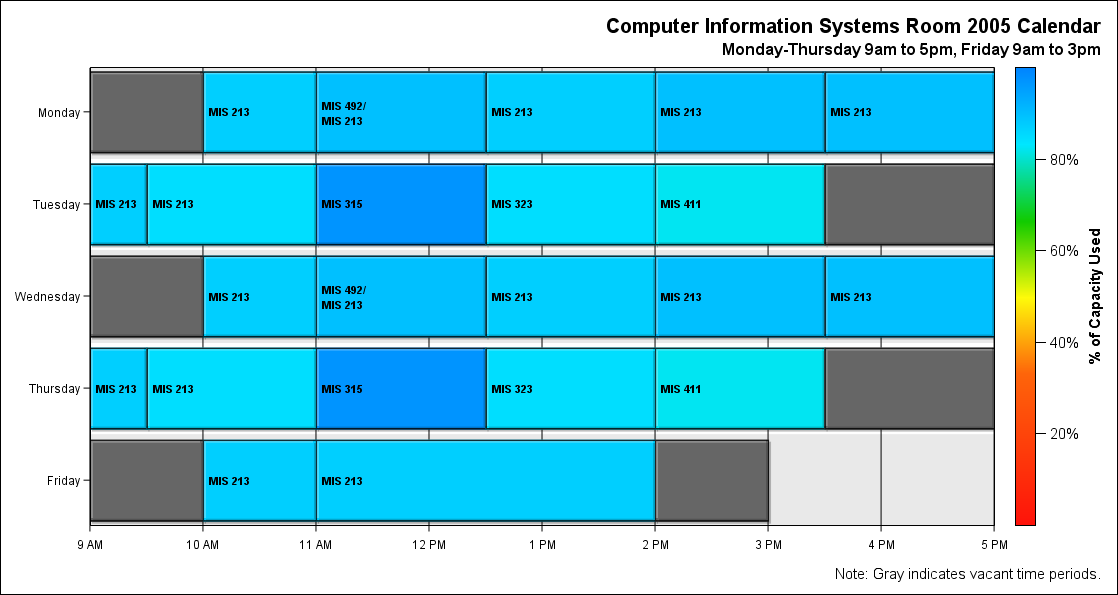 Computer Information Systems Room 2005 Calendar
Monday-Thursday 9am to 5pm, Friday 9am to 3pm
Monday
MIS 213
MIS 492/
MIS 213
MIS 213
MIS 213
MIS 213
Tuesday
MIS 213
MIS 213
MIS 315
MIS 323
MIS 411
Wednesday
MIS 213
MIS 492/
MIS 213
MIS 213
MIS 213
MIS 213
Thursday
MIS 213
MIS 213
MIS 315
MIS 323
MIS 411
Friday
MIS 213
MIS 213
9 AM
10 AM
11 AM
12 PM
1 PM
2 PM
3 PM
4 PM
5 PM
80%
60%
40%
20%
% of Capacity Used
Note: Gray indicates vacant time periods.